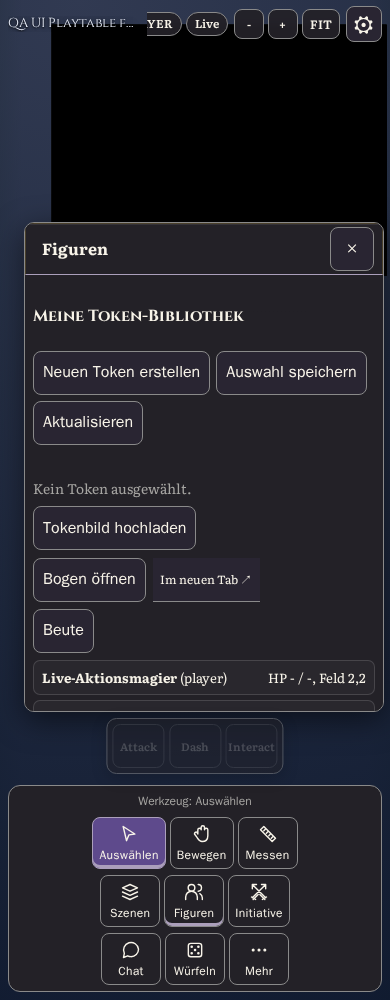 QA UI Playtable F… YER Live - + FIT
Figuren ×
Meine Token-Bibliothek
Neuen Token erstellen Auswahl speichern
Aktualisieren
Kein Token ausgewählt.
Tokenbild hochladen
Bogen öffnen Im neuen Tab ↗
Beute
Live-Aktionsmagier (player) HP - / -, Feld 2,2
Attack Dash Interact
Werkzeug: Auswählen
Auswählen Bewegen Messen
Szenen Figuren Initiative
Chat Würfeln Mehr